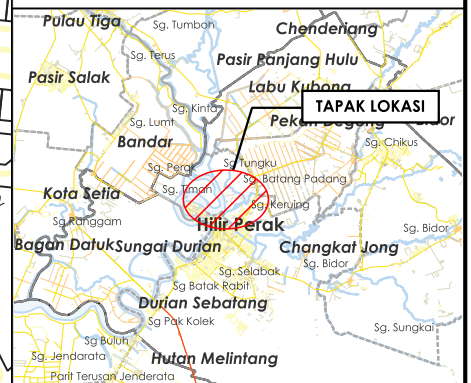 Pulau Tiga
Sg. Tumboh
Chenderiang
Sg. Terus
Pasir Panjang Hulu
Pasir Salak
Labu Kubong
TAPAK LOKASI
Sg. Kinta
Sg. Lumt
Pekan Degong
Bidor
Bandar
Sg. Chikus
Sg. Perak
Sg. Tungku
Sg. Batang Padang
Kota Setia
Sg. Timan
Sg. Keruing
Sg Ranggam
Hilir Perak
Sg. Bidor
Bagan Datuk
Sungai Durian
Changkat Jong
Sg. Bidor
Sg. Selabak
Sg Batak Rabit
Durian Sebatang
Sg Pak Kolek
Sg. Sungkai
Sg Buluh
Sg. Jendarata
Hutan Melintang
Parit Terusan Jenderata